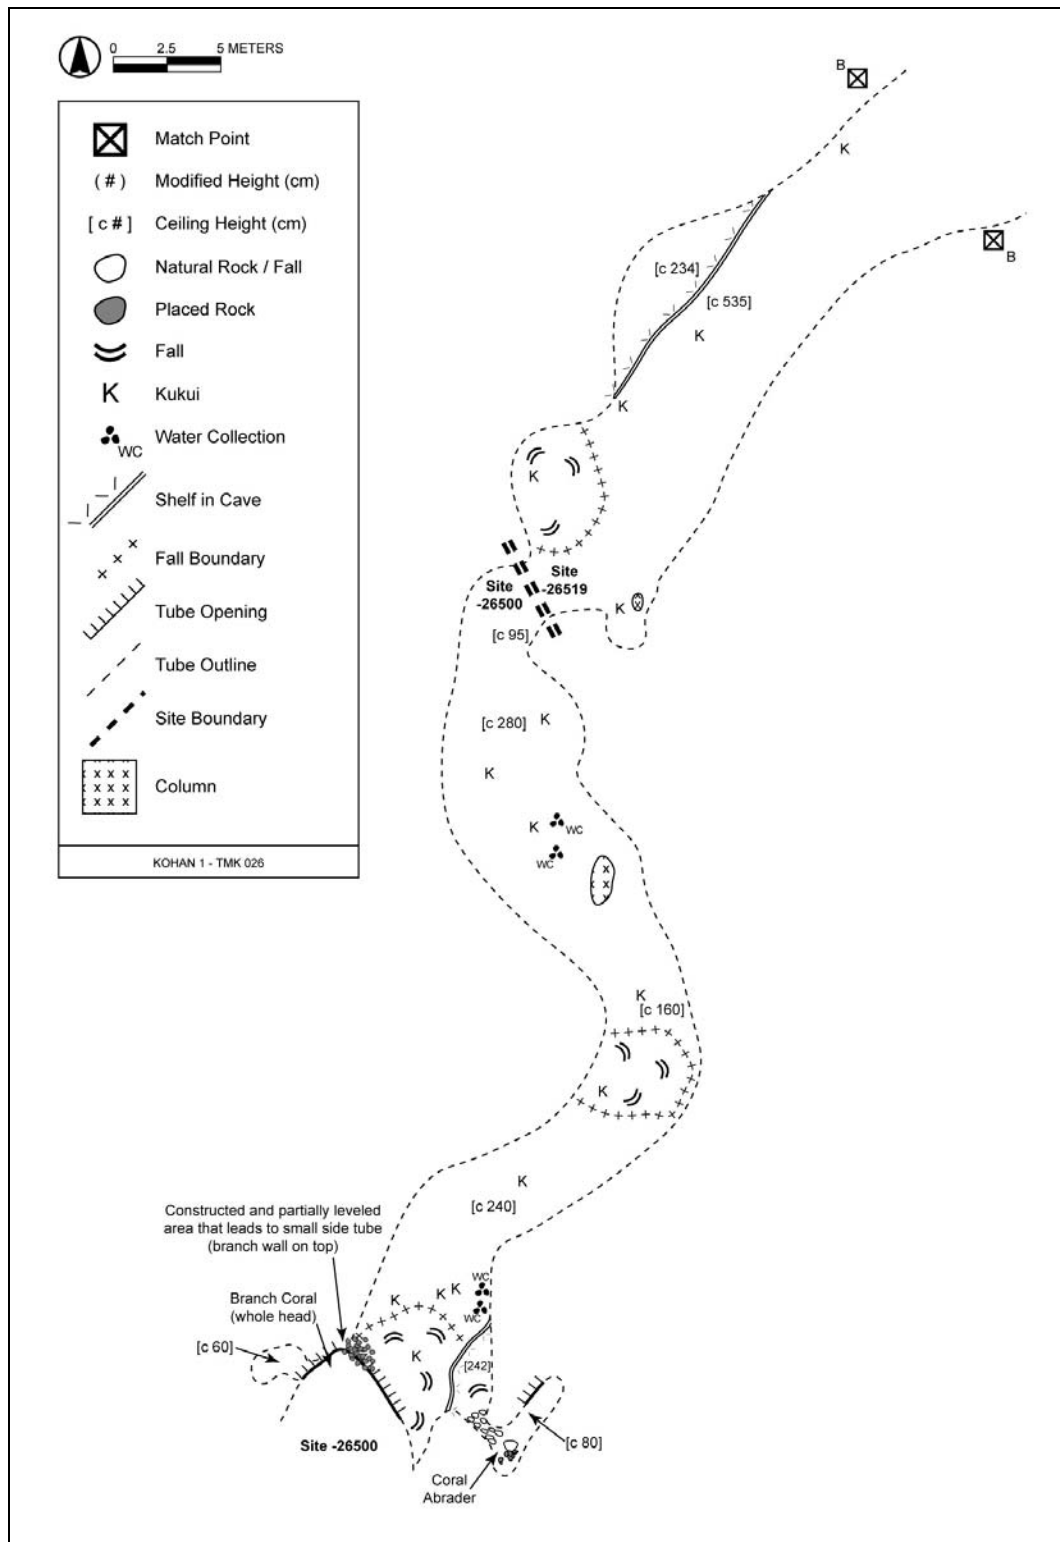 0 2.5 5 METERS
Match Point
(#) Modified Height (cm)
[c #] Ceiling Height (cm)
Natural Rock / Fall
Placed Rock
Fall
K Kukui
WC Water Collection
Shelf in Cave
Fall Boundary
Tube Opening
Tube Outline
Site Boundary
Column
KOHAN 1 - TMK 026
B
K
B
[c 234]
[c 535]
K
K
K
Site
-26519
Site
-26500
K
[c 95]
[c 280] K
K
K WC
WC
K
[c 160]
K
K
[c 240]
Constructed and partially leveled
area that leads to small side tube
(branch wall on top)
WC
K K K
WC
Branch Coral
(whole head)
[c 60]
K
[242]
Site -26500
[c 80]
Coral
Abrader